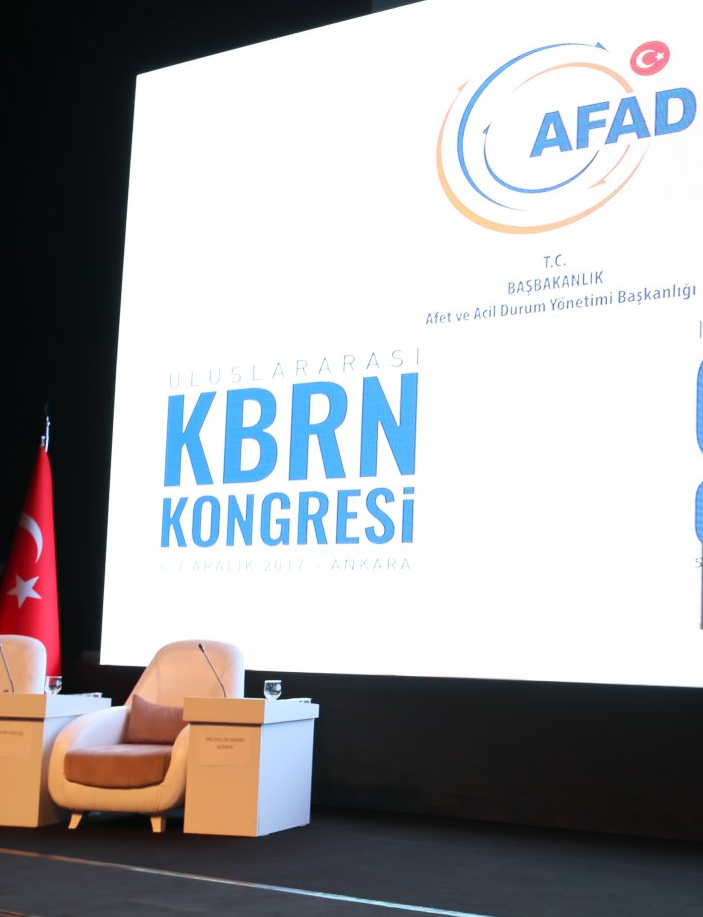 AFAD
T.C.
BAŞBAKANLIK
Afet ve Acil Durum Yönetimi Başkanlığı
ULUSLARARASI
KBRN
KONGRESi
5-7 ARALIK 2017 - ANKARA